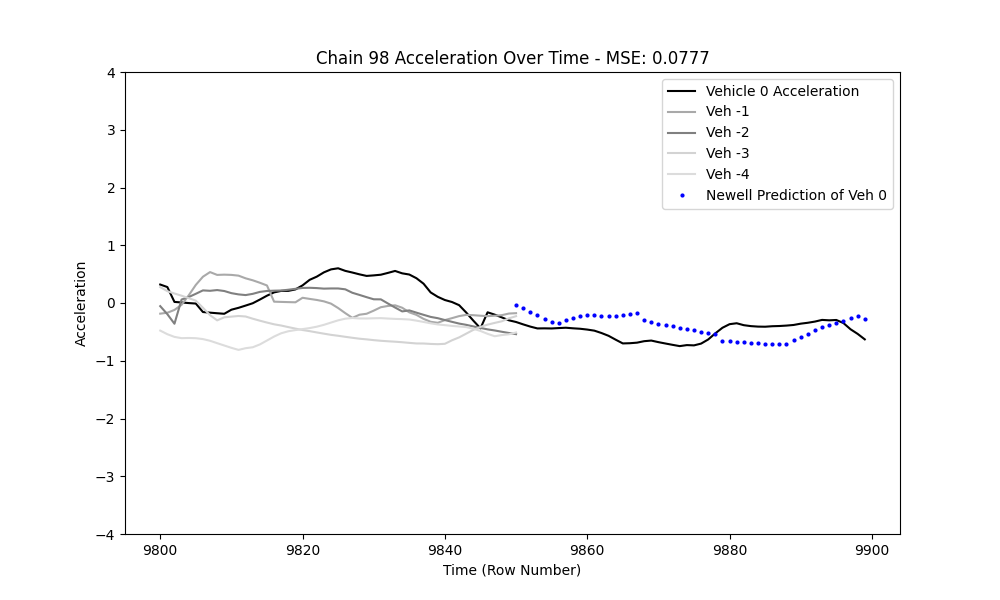 Chain 98 Acceleration Over Time - MSE: 0.0777
4
3
2
1
0
−1
−2
−3
−4
Acceleration
Vehicle 0 Acceleration
Veh -1
Veh -2
Veh -3
Veh -4
Newell Prediction of Veh 0
9800
9820
9840
9860
9880
9900
Time (Row Number)